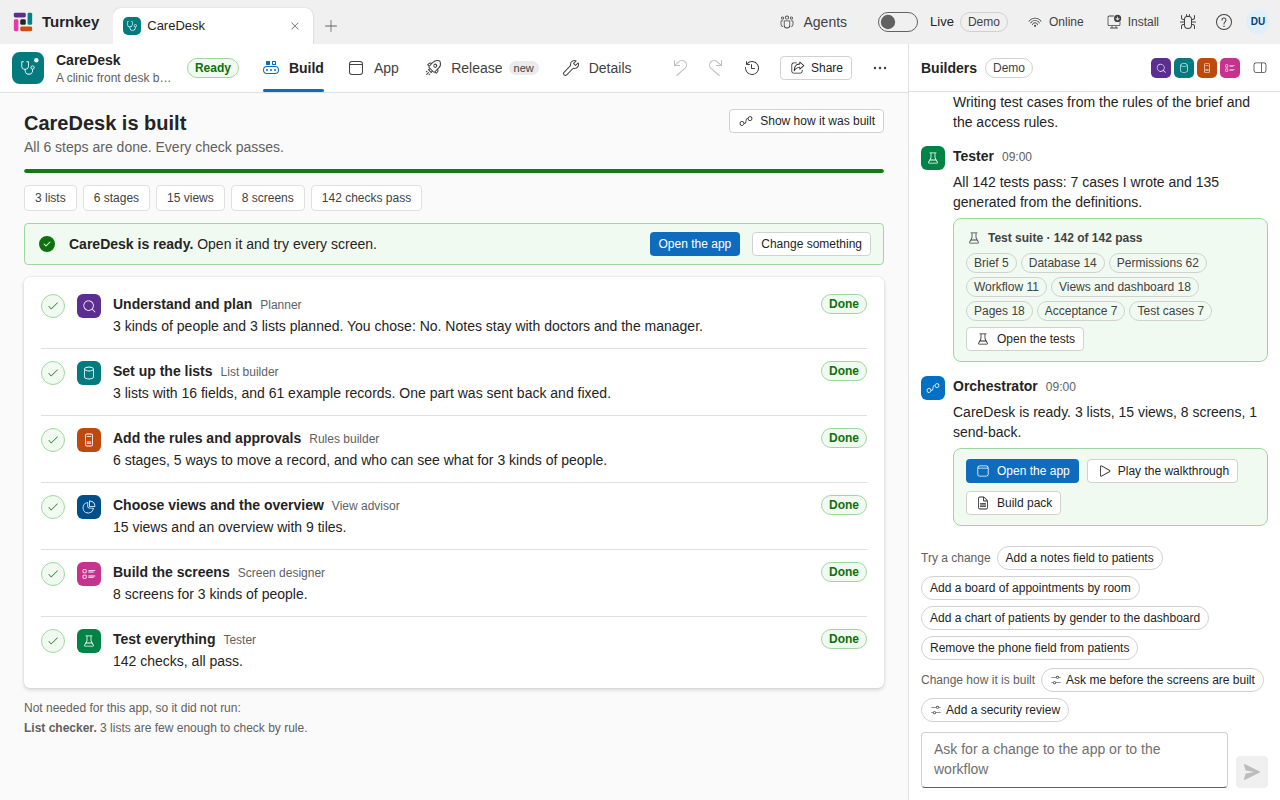 Turnkey
CareDesk
Agents
Live
Demo
Online
Install
DU
CareDesk
A clinic front desk b…
Ready
Build
App
Release new
Details
Share
Builders
Demo
CareDesk is built
All 6 steps are done. Every check passes.
Show how it was built
3 lists
6 stages
15 views
8 screens
142 checks pass
CareDesk is ready. Open it and try every screen.
Open the app
Change something
Understand and plan Planner
Done
3 kinds of people and 3 lists planned. You chose: No. Notes stay with doctors and the manager.
Set up the lists List builder
Done
3 lists with 16 fields, and 61 example records. One part was sent back and fixed.
Add the rules and approvals Rules builder
Done
6 stages, 5 ways to move a record, and who can see what for 3 kinds of people.
Choose views and the overview View advisor
Done
15 views and an overview with 9 tiles.
Build the screens Screen designer
Done
8 screens for 3 kinds of people.
Test everything Tester
Done
142 checks, all pass.
Not needed for this app, so it did not run:
List checker. 3 lists are few enough to check by rule.
Writing test cases from the rules of the brief and
the access rules.
Tester 09:00
All 142 tests pass: 7 cases I wrote and 135
generated from the definitions.
Test suite · 142 of 142 pass
Brief 5
Database 14
Permissions 62
Workflow 11
Views and dashboard 18
Pages 18
Acceptance 7
Test cases 7
Open the tests
Orchestrator 09:00
CareDesk is ready. 3 lists, 15 views, 8 screens, 1
send-back.
Open the app
Play the walkthrough
Build pack
Try a change
Add a notes field to patients
Add a board of appointments by room
Add a chart of patients by gender to the dashboard
Remove the phone field from patients
Change how it is built
Ask me before the screens are built
Add a security review
Ask for a change to the app or to the
workflow